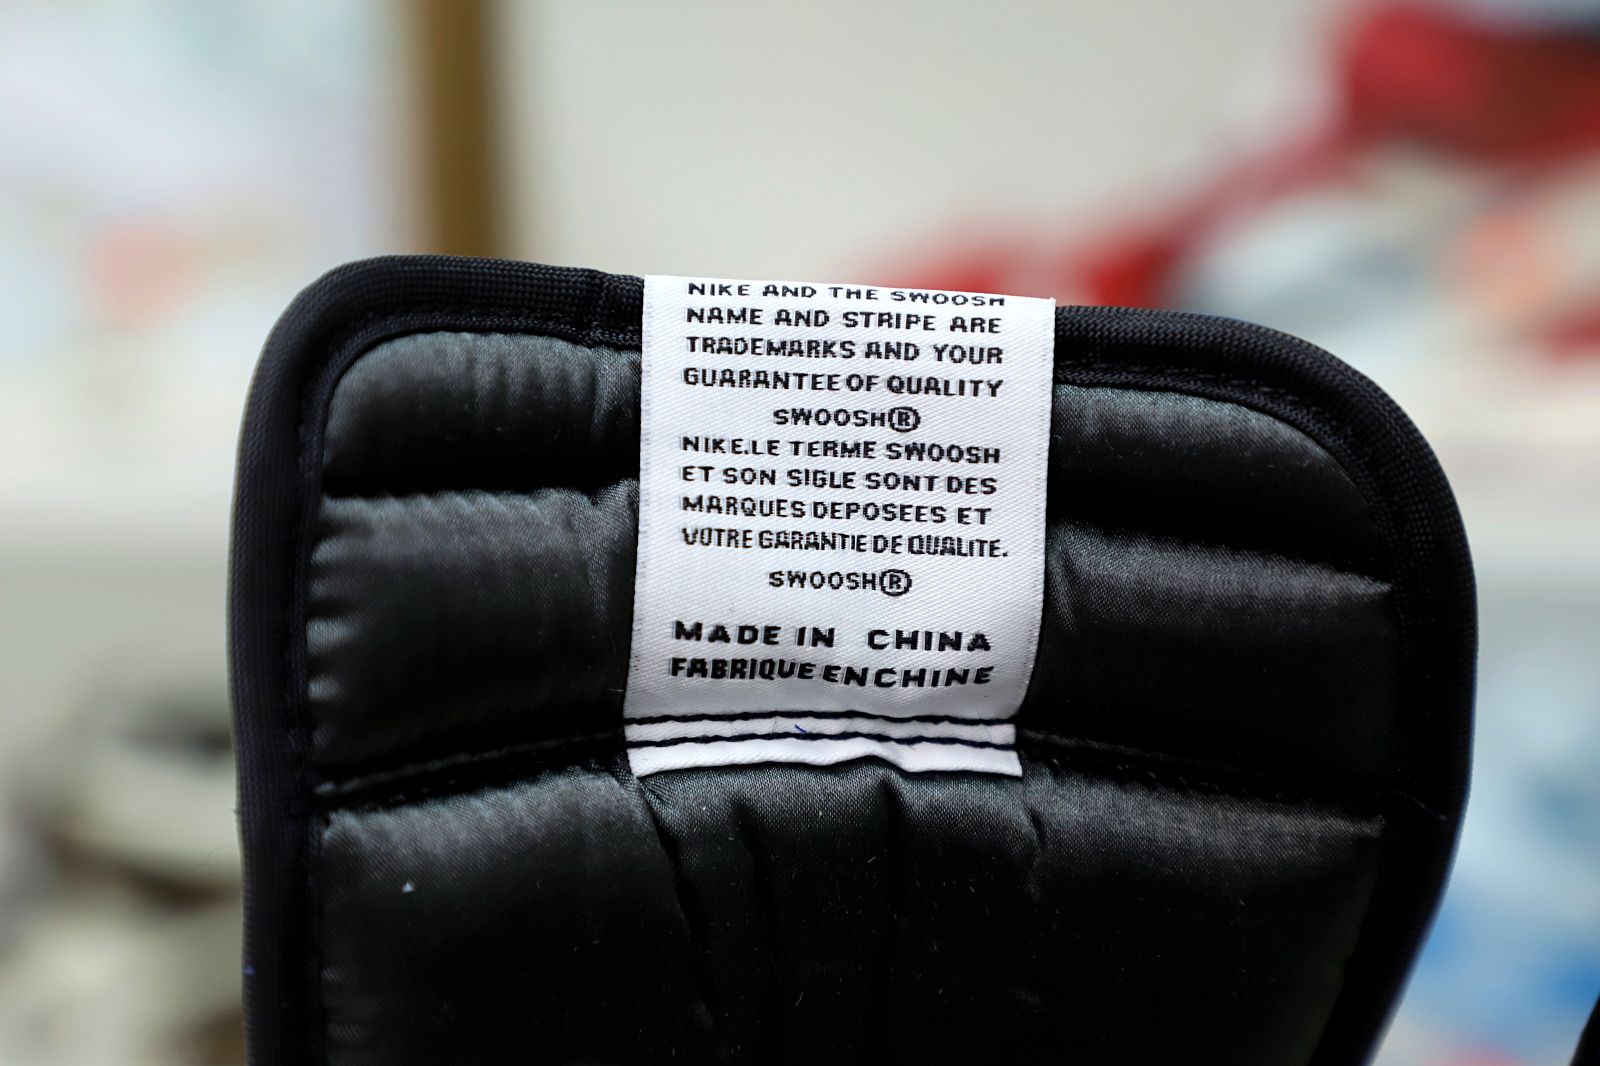 NIKE AND THE SWOOSH
NAME AND STRIPE ARE
TRADEMARKS AND YOUR
GUARANTEE OF QUALITY
SWOOSH®
NIKE.LE TERME SWOOSH
ET SON SIGLE SONT DES
MARQUES DEPOSEES ET
VOTRE GARANTIE DE QUALITE.
SWOOSH®
MADE IN CHINA
FABRIQUE EN CHINE